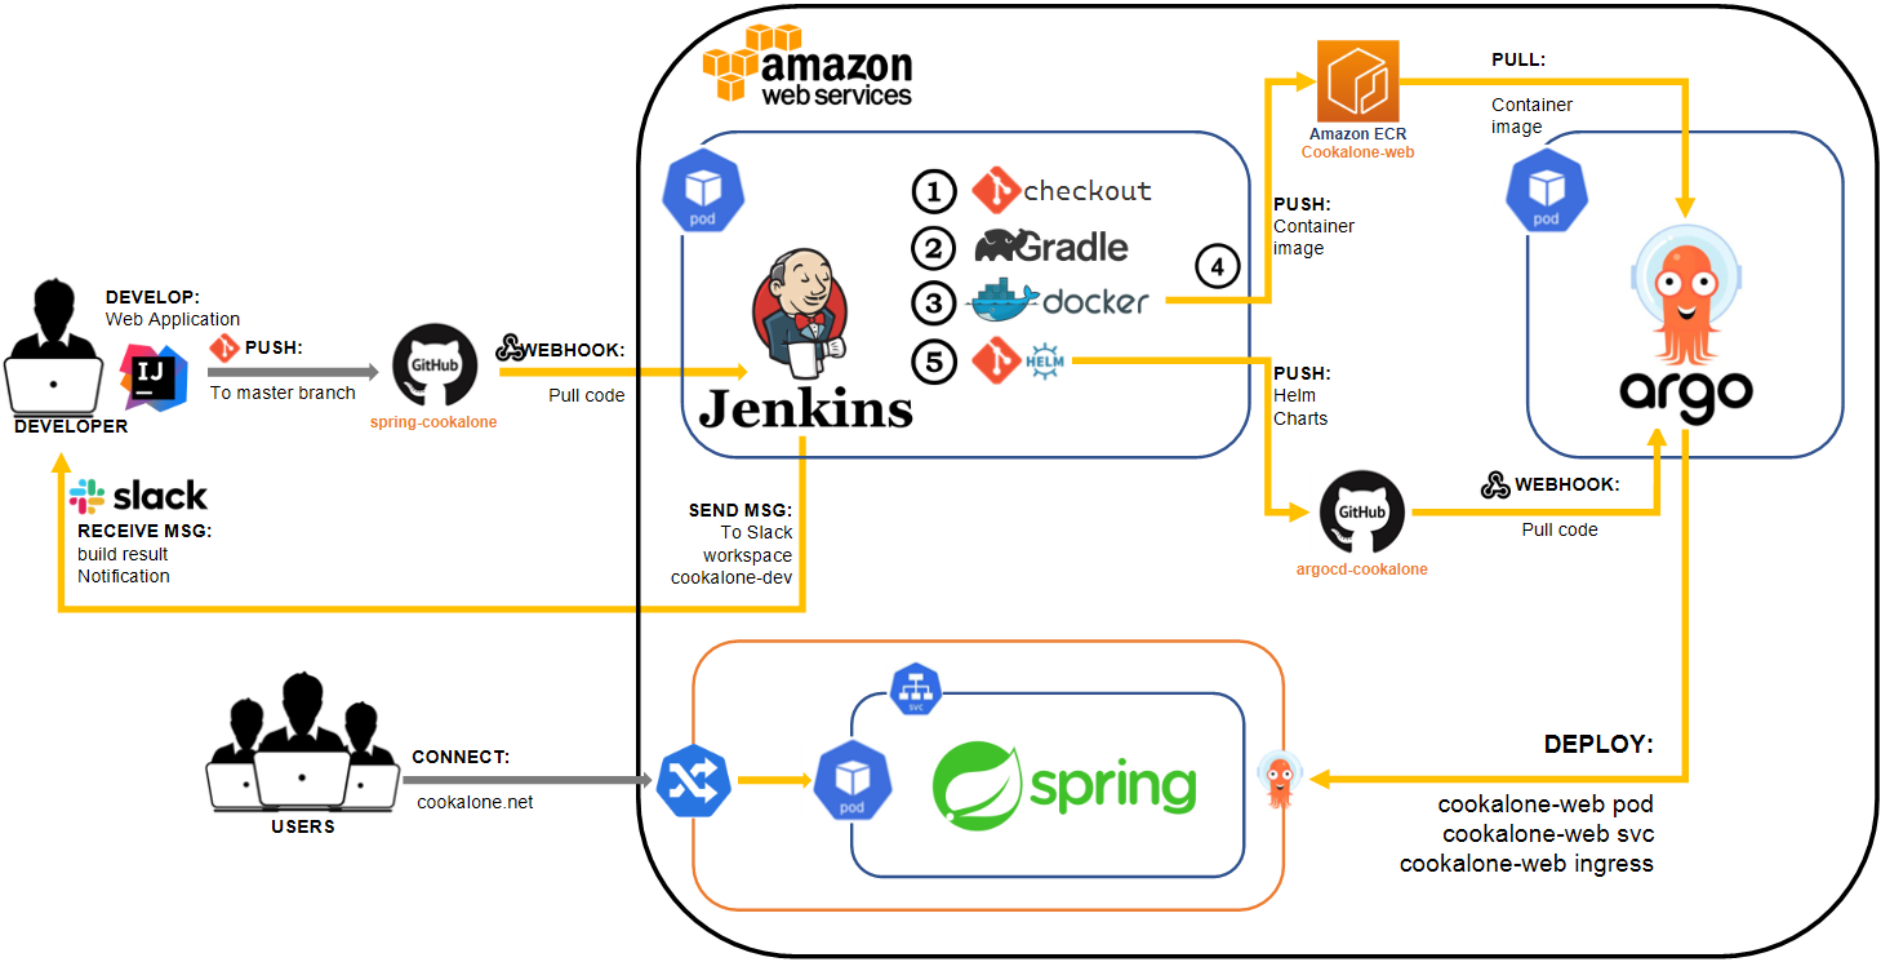 amazon
web services
PULL:
Container
image
Amazon ECR
Cookalone-web
pod
1
checkout
2
Gradle
3
docker
4
5
HELM
PUSH:
Container
image
pod
argo
DEVELOP:
Web Application
IJ
PUSH:
To master branch
GitHub
spring-cookalone
WEBHOOK:
Pull code
Jenkins
DEVELOPER
PUSH:
Helm
Charts
slack
RECEIVE MSG:
build result
Notification
SEND MSG:
To Slack
workspace
cookalone-dev
GitHub
argocd-cookalone
WEBHOOK:
Pull code
svc
pod
spring
CONNECT:
cookalone.net
USERS
DEPLOY:
cookalone-web pod
cookalone-web svc
cookalone-web ingress